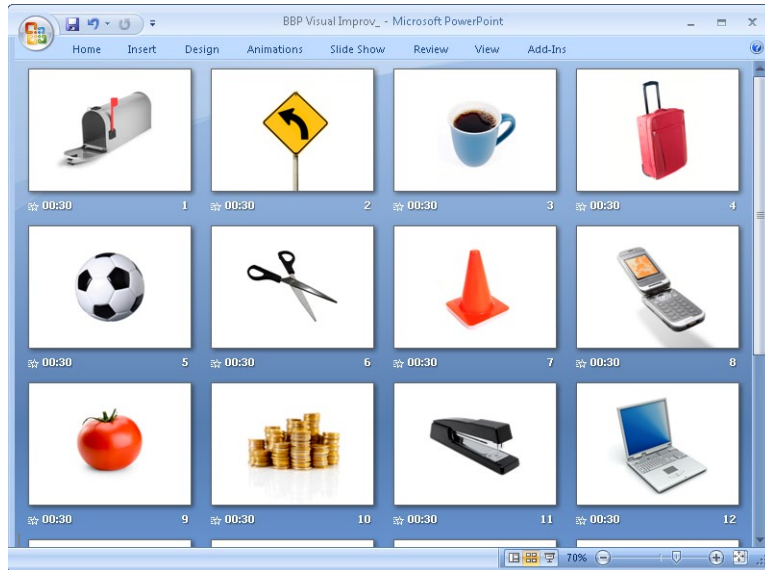 BBP Visual Improv_ - Microsoft PowerPoint
Home Insert Design Animations Slide Show Review View Add-Ins
00:30 1 00:30 2 00:30 3 00:30 4
00:30 5 00:30 6 00:30 7 00:30 8
00:30 9 00:30 10 00:30 11 00:30 12
70%